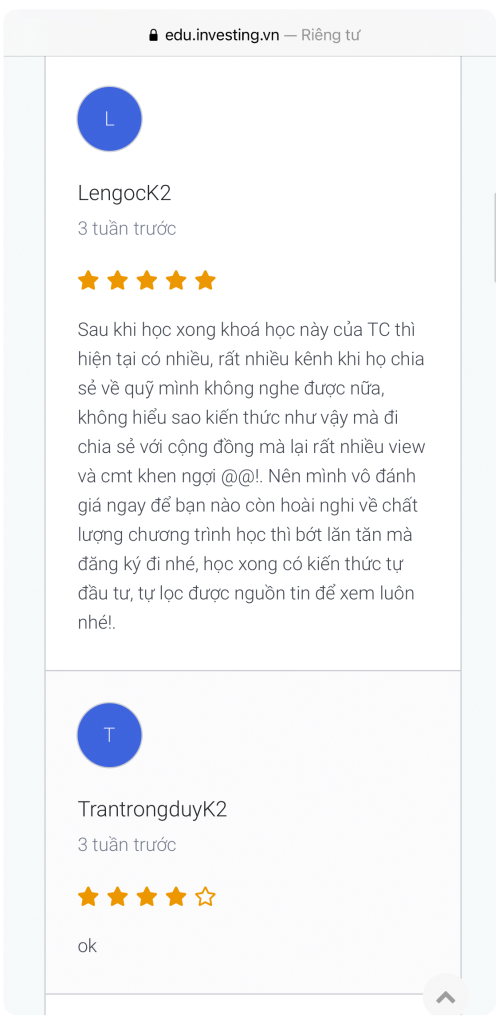 edu.investing.vn — Riêng tư
L
LengocK2
3 tuần trước
Sau khi học xong khoá học này của TC thì
hiện tại có nhiều, rất nhiều kênh khi họ chia
sẻ về quỹ mình không nghe được nữa,
không hiểu sao kiến thức như vậy mà đi
chia sẻ với cộng đồng mà lại rất nhiều view
và cmt khen ngợi @@!. Nên mình vô đánh
giá ngay để bạn nào còn hoài nghi về chất
lượng chương trình học thì bớt lăn tăn mà
đăng ký đi nhé, học xong có kiến thức tự
đầu tư, tự lọc được nguồn tin để xem luôn
nhé!.
T
TrantrongduyK2
3 tuần trước
ok